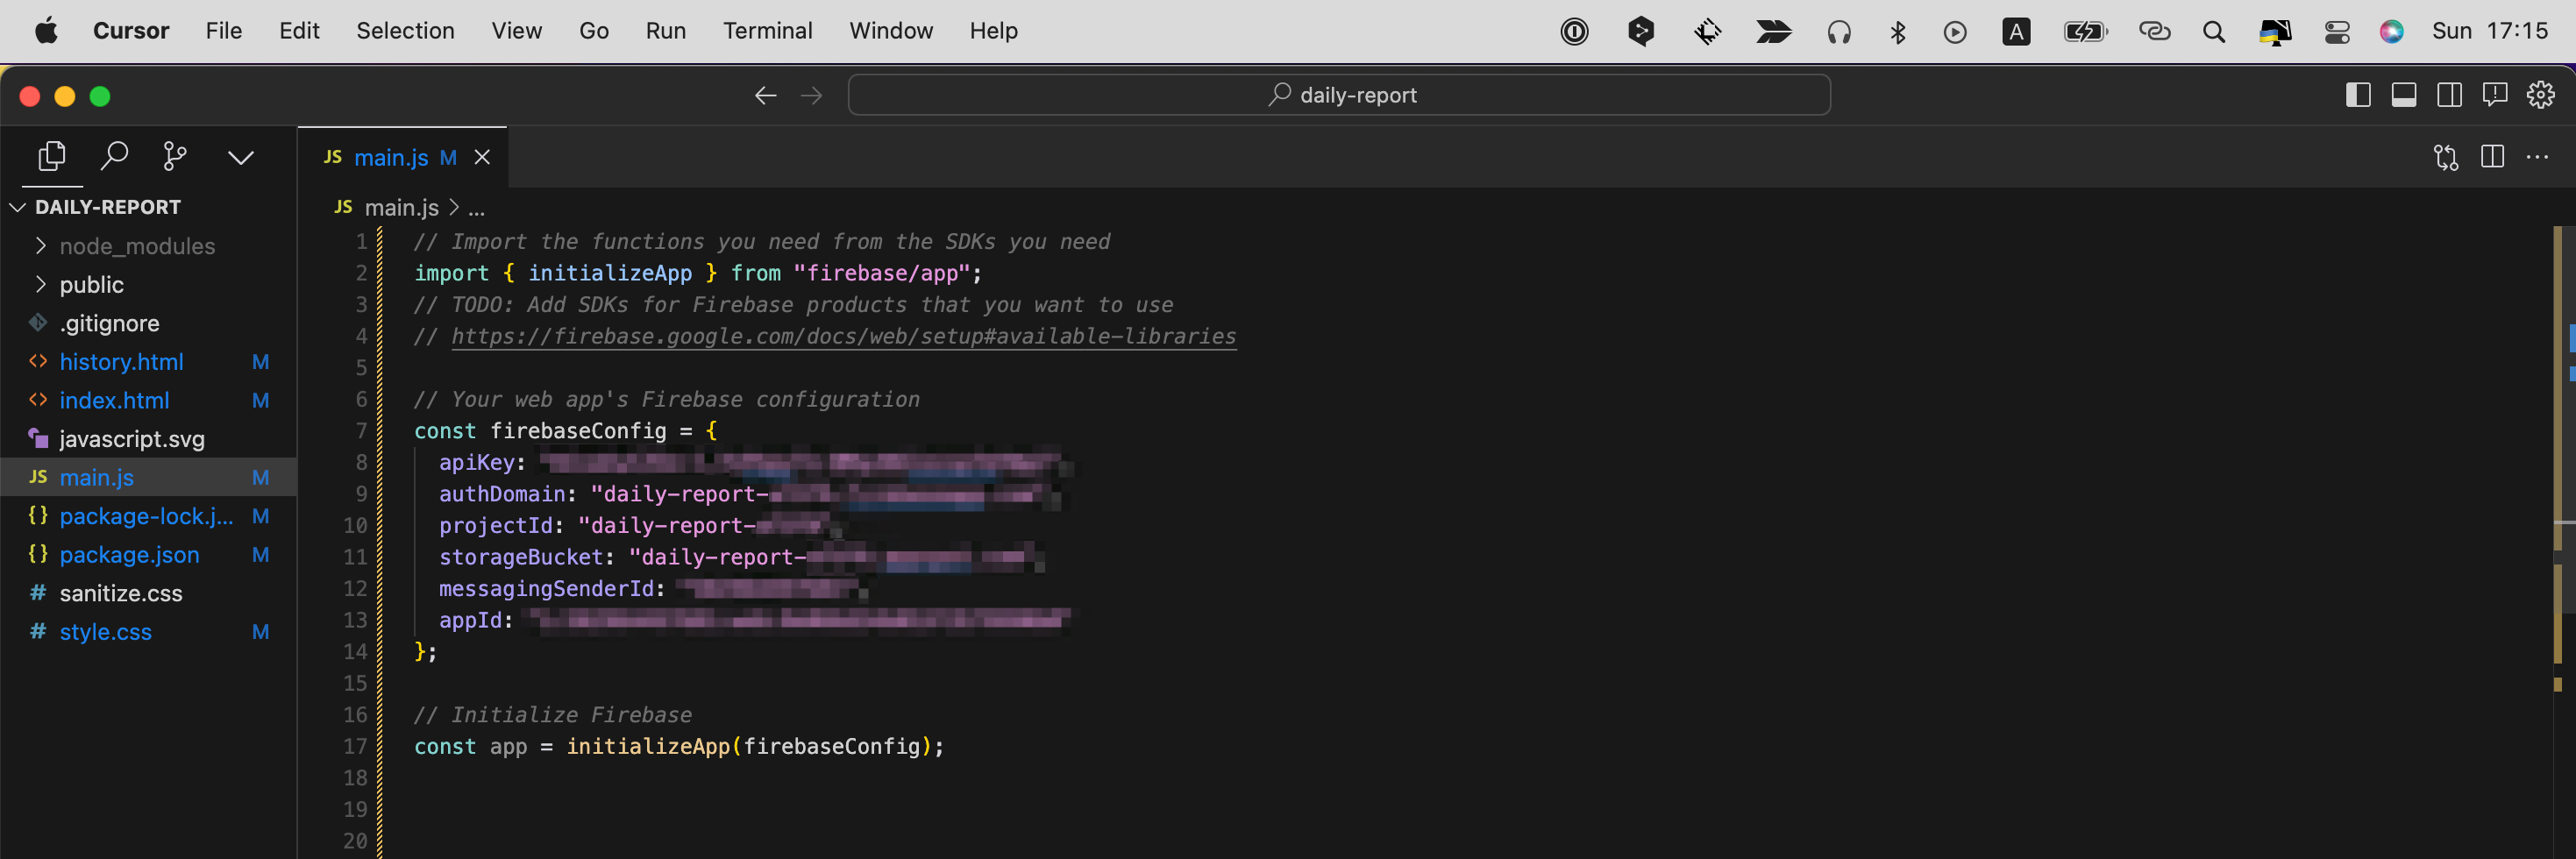 Cursor File Edit Selection View Go Run Terminal Window Help A Sun 17:15
daily-report
JS main.js M
DAILY-REPORT
JS main.js > ...
node_modules
public
.gitignore
history.html M
index.html M
javascript.svg
JS main.js M
{} package-lock.j... M
{} package.json M
# sanitize.css
# style.css M
1 // Import the functions you need from the SDKs you need
2 import { initializeApp } from "firebase/app";
3 // TODO: Add SDKs for Firebase products that you want to use
4 // https://firebase.google.com/docs/web/setup#available-libraries
5
6 // Your web app's Firebase configuration
7 const firebaseConfig = {
8 apiKey:
9 authDomain: "daily-report-
10 projectId: "daily-report-
11 storageBucket: "daily-report-
12 messagingSenderId:
13 appId:
14 };
15
16 // Initialize Firebase
17 const app = initializeApp(firebaseConfig);
18
19
20